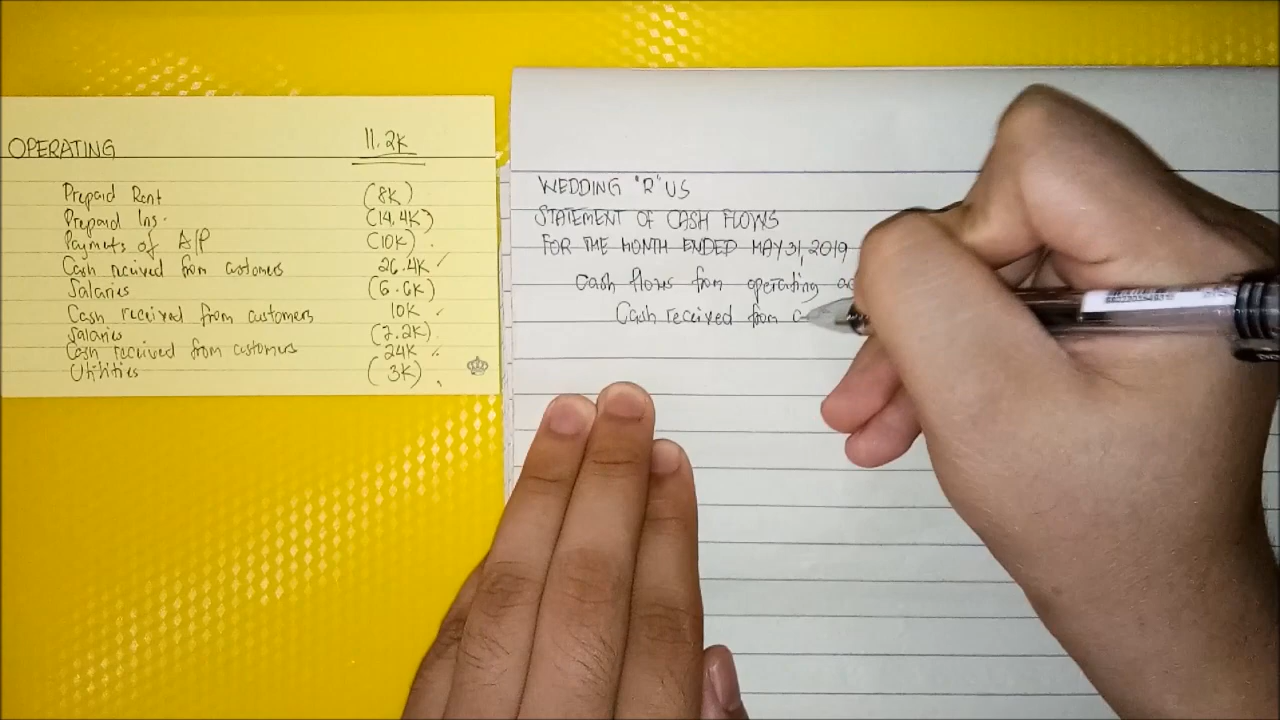 OPERATING 11.2K
Prepaid Rent (8K)
Prepaid Ins. (14.4K)
Payments of A/P (10K)
Cash received from customers 26.4K ✓
Salaries (6.6K)
Cash received from customers 10K ✓
Salaries (7.2K)
Cash received from customers 24K ✓
Utilities (3K)
WEDDING "R" US
STATEMENT OF CASH FLOWS
FOR THE MONTH ENDED MAY 31, 2019
Cash flows from operating ac
Cash received from c